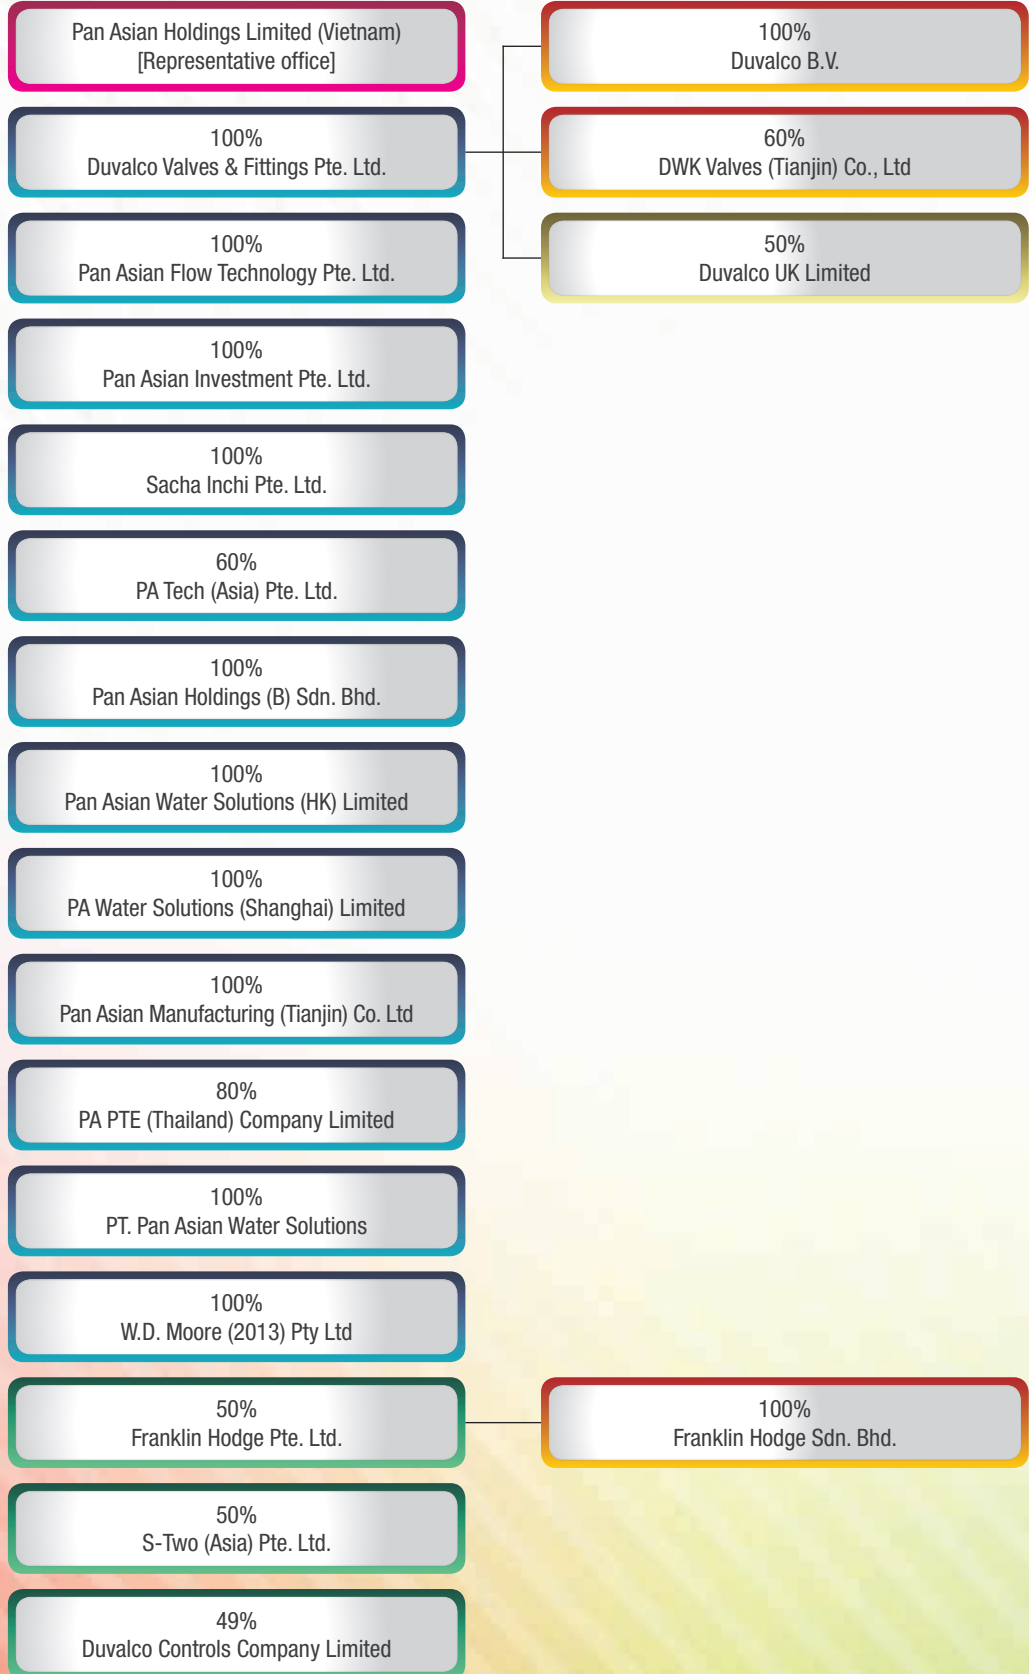 Pan Asian Holdings Limited (Vietnam)
[Representative office]
100%
Duvalco Valves & Fittings Pte. Ltd.
100%
Duvalco B.V.
60%
DWK Valves (Tianjin) Co., Ltd
50%
Duvalco UK Limited
100%
Pan Asian Flow Technology Pte. Ltd.
100%
Pan Asian Investment Pte. Ltd.
100%
Sacha Inchi Pte. Ltd.
60%
PA Tech (Asia) Pte. Ltd.
100%
Pan Asian Holdings (B) Sdn. Bhd.
100%
Pan Asian Water Solutions (HK) Limited
100%
PA Water Solutions (Shanghai) Limited
100%
Pan Asian Manufacturing (Tianjin) Co. Ltd
80%
PA PTE (Thailand) Company Limited
100%
PT. Pan Asian Water Solutions
100%
W.D. Moore (2013) Pty Ltd
50%
Franklin Hodge Pte. Ltd.
100%
Franklin Hodge Sdn. Bhd.
50%
S-Two (Asia) Pte. Ltd.
49%
Duvalco Controls Company Limited